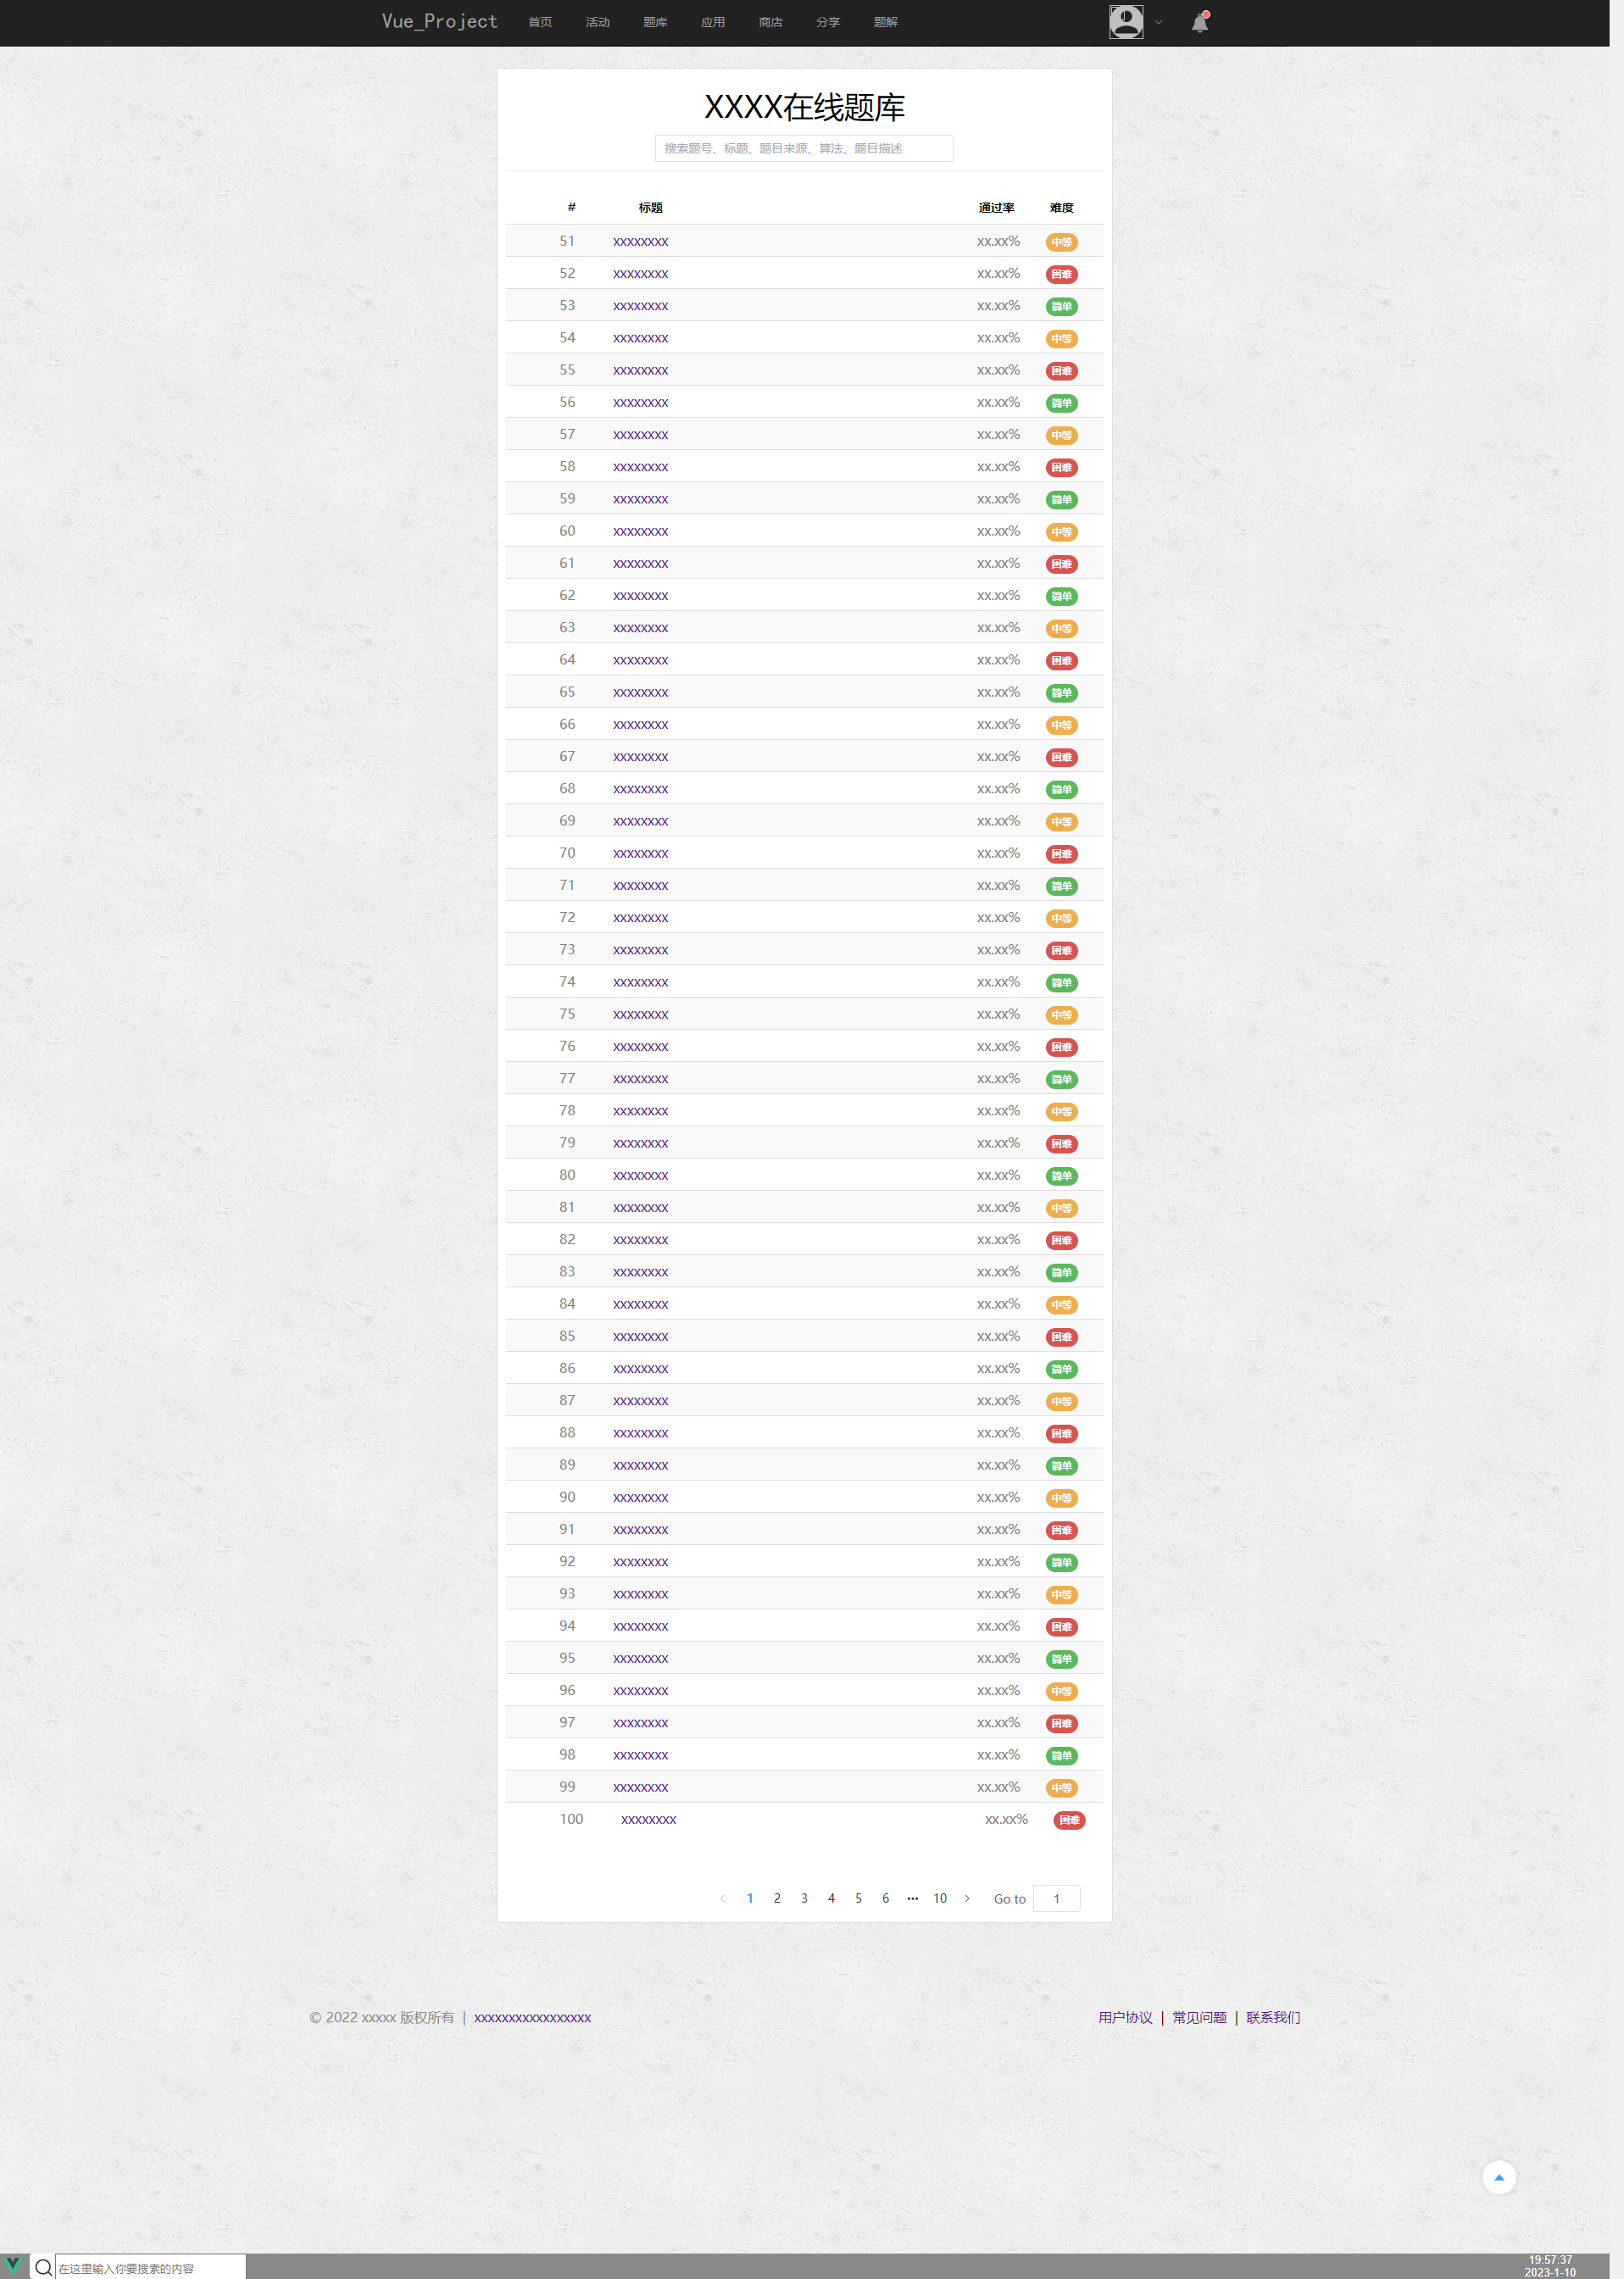 Vue_Project 首页 活动 题库 应用 商店 分享 题解
XXXX在线题库
搜索题号、标题、题目来源、算法、题目描述
# 标题 通过率 难度
51 xxxxxxxx xx.xx% 中等
52 xxxxxxxx xx.xx% 困难
53 xxxxxxxx xx.xx% 简单
54 xxxxxxxx xx.xx% 中等
55 xxxxxxxx xx.xx% 困难
56 xxxxxxxx xx.xx% 简单
57 xxxxxxxx xx.xx% 中等
58 xxxxxxxx xx.xx% 困难
59 xxxxxxxx xx.xx% 简单
60 xxxxxxxx xx.xx% 中等
61 xxxxxxxx xx.xx% 困难
62 xxxxxxxx xx.xx% 简单
63 xxxxxxxx xx.xx% 中等
64 xxxxxxxx xx.xx% 困难
65 xxxxxxxx xx.xx% 简单
66 xxxxxxxx xx.xx% 中等
67 xxxxxxxx xx.xx% 困难
68 xxxxxxxx xx.xx% 简单
69 xxxxxxxx xx.xx% 中等
70 xxxxxxxx xx.xx% 困难
71 xxxxxxxx xx.xx% 简单
72 xxxxxxxx xx.xx% 中等
73 xxxxxxxx xx.xx% 困难
74 xxxxxxxx xx.xx% 简单
75 xxxxxxxx xx.xx% 中等
76 xxxxxxxx xx.xx% 困难
77 xxxxxxxx xx.xx% 简单
78 xxxxxxxx xx.xx% 中等
79 xxxxxxxx xx.xx% 困难
80 xxxxxxxx xx.xx% 简单
81 xxxxxxxx xx.xx% 中等
82 xxxxxxxx xx.xx% 困难
83 xxxxxxxx xx.xx% 简单
84 xxxxxxxx xx.xx% 中等
85 xxxxxxxx xx.xx% 困难
86 xxxxxxxx xx.xx% 简单
87 xxxxxxxx xx.xx% 中等
88 xxxxxxxx xx.xx% 困难
89 xxxxxxxx xx.xx% 简单
90 xxxxxxxx xx.xx% 中等
91 xxxxxxxx xx.xx% 困难
92 xxxxxxxx xx.xx% 简单
93 xxxxxxxx xx.xx% 中等
94 xxxxxxxx xx.xx% 困难
95 xxxxxxxx xx.xx% 简单
96 xxxxxxxx xx.xx% 中等
97 xxxxxxxx xx.xx% 困难
98 xxxxxxxx xx.xx% 简单
99 xxxxxxxx xx.xx% 中等
100 xxxxxxxx xx.xx% 困难
1 2 3 4 5 6 ••• 10 Go to 1
© 2022 xxxxx 版权所有 | xxxxxxxxxxxxxxxxx 用户协议 | 常见问题 | 联系我们
在这里输入你要搜索的内容
19:57:37
2023-1-10